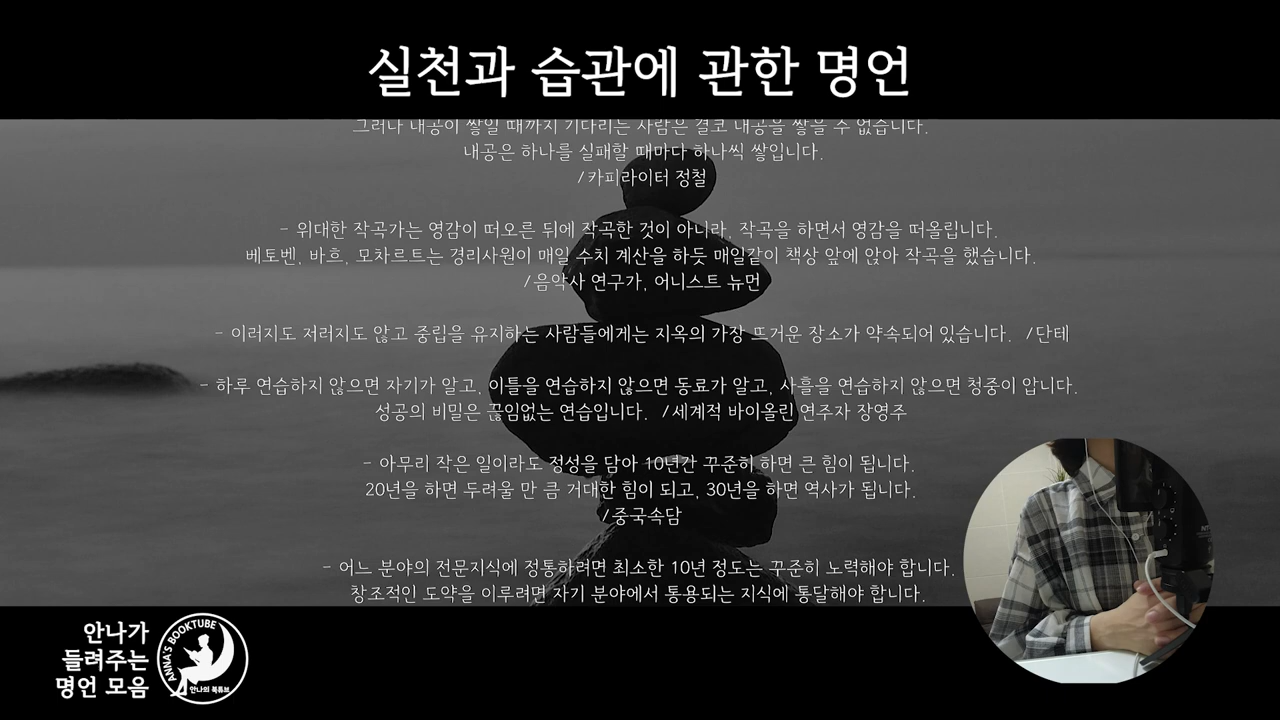 실천과 습관에 관한 명언
그러나 내공이 쌓일 때까지 기다리는 사람은 결코 내공을 쌓을 수 없습니다.
내공은 하나를 실패할 때마다 하나씩 쌓입니다.
/카피라이터 정철
- 위대한 작곡가는 영감이 떠오른 뒤에 작곡한 것이 아니라, 작곡을 하면서 영감을 떠올립니다.
베토벤, 바흐, 모차르트는 경리사원이 매일 수치 계산을 하듯 매일같이 책상 앞에 앉아 작곡을 했습니다.
/음악사 연구가, 어니스트 뉴먼
- 이러지도 저러지도 않고 중립을 유지하는 사람들에게는 지옥의 가장 뜨거운 장소가 약속되어 있습니다. /단테
- 하루 연습하지 않으면 자기가 알고, 이틀을 연습하지 않으면 동료가 알고, 사흘을 연습하지 않으면 청중이 압니다.
성공의 비밀은 끊임없는 연습입니다. /세계적 바이올린 연주자 장영주
- 아무리 작은 일이라도 정성을 담아 10년간 꾸준히 하면 큰 힘이 됩니다.
20년을 하면 두려울 만 큼 거대한 힘이 되고, 30년을 하면 역사가 됩니다.
/중국속담
- 어느 분야의 전문지식에 정통하려면 최소한 10년 정도는 꾸준히 노력해야 합니다.
창조적인 도약을 이루려면 자기 분야에서 통용되는 지식에 통달해야 합니다.
안나가
들려주는
명언 모음
ANNA'S BOOKTUBE
안나의 북튜브